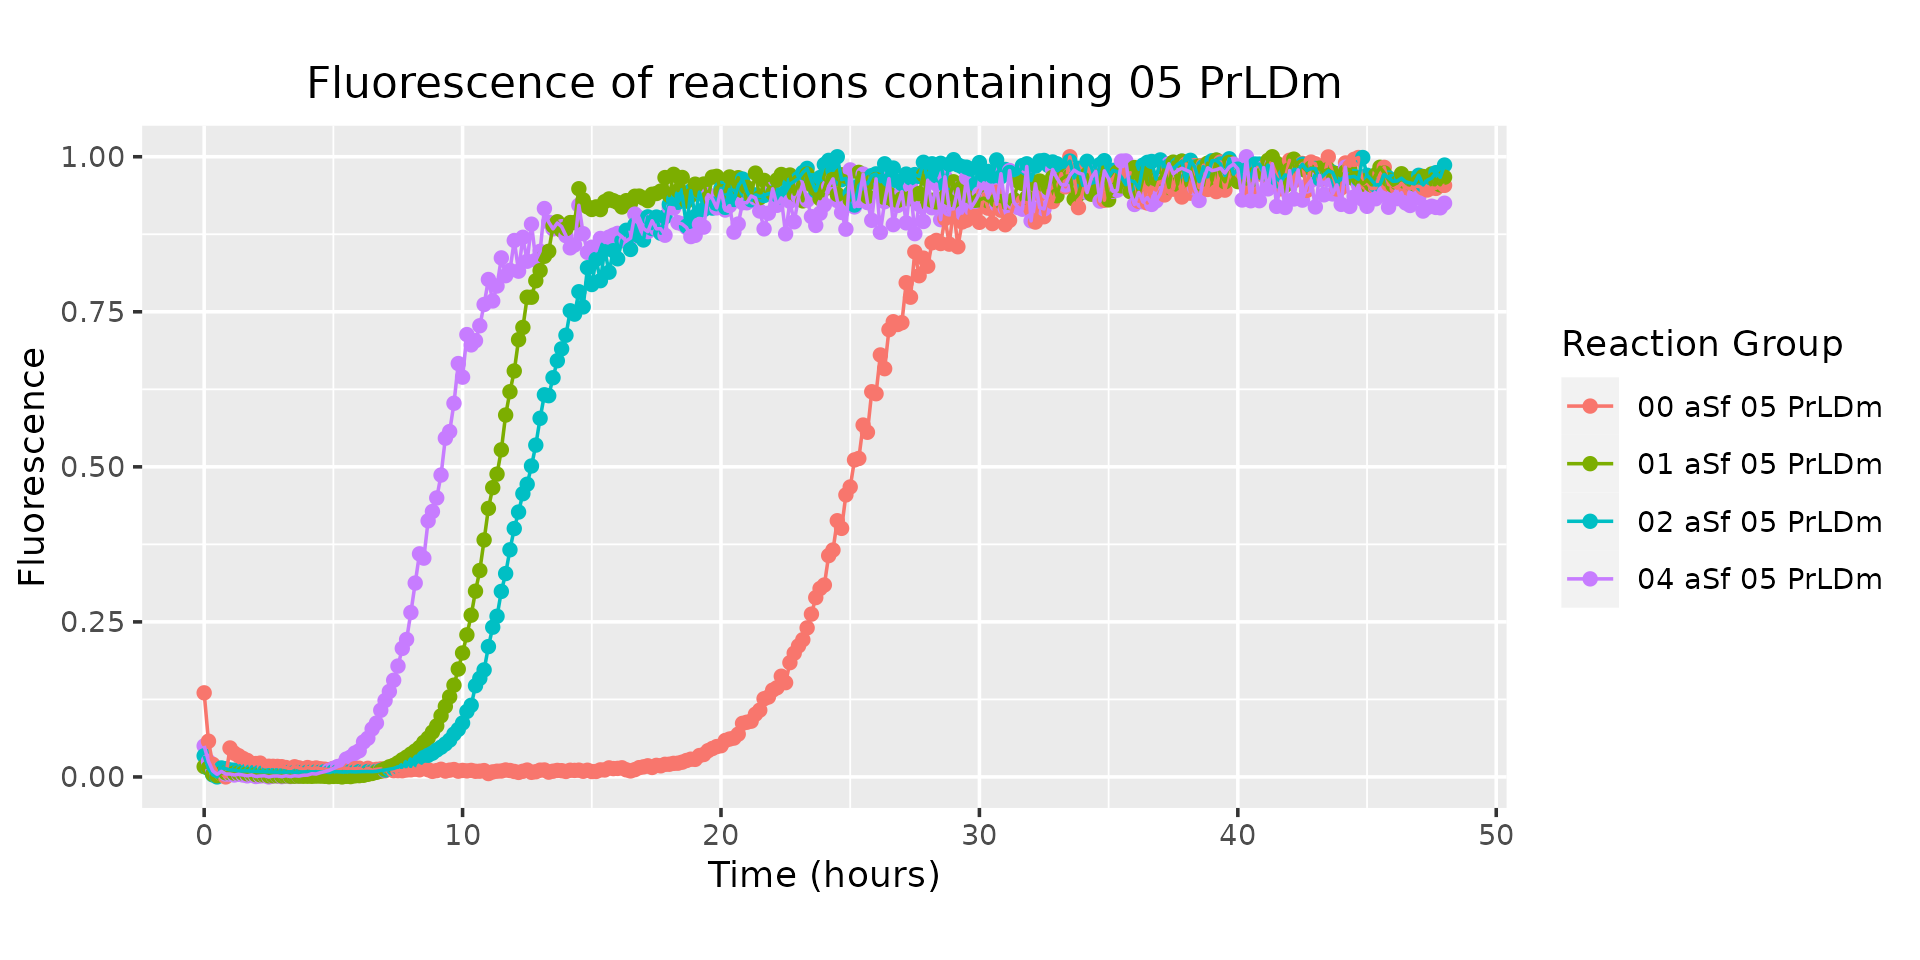 Fluorescence of reactions containing 05 PrLDm
1.00
0.75
0.50
0.25
0.00
Fluorescence
0 10 20 30 40 50
Time (hours)
Reaction Group
00 aSf 05 PrLDm
01 aSf 05 PrLDm
02 aSf 05 PrLDm
04 aSf 05 PrLDm